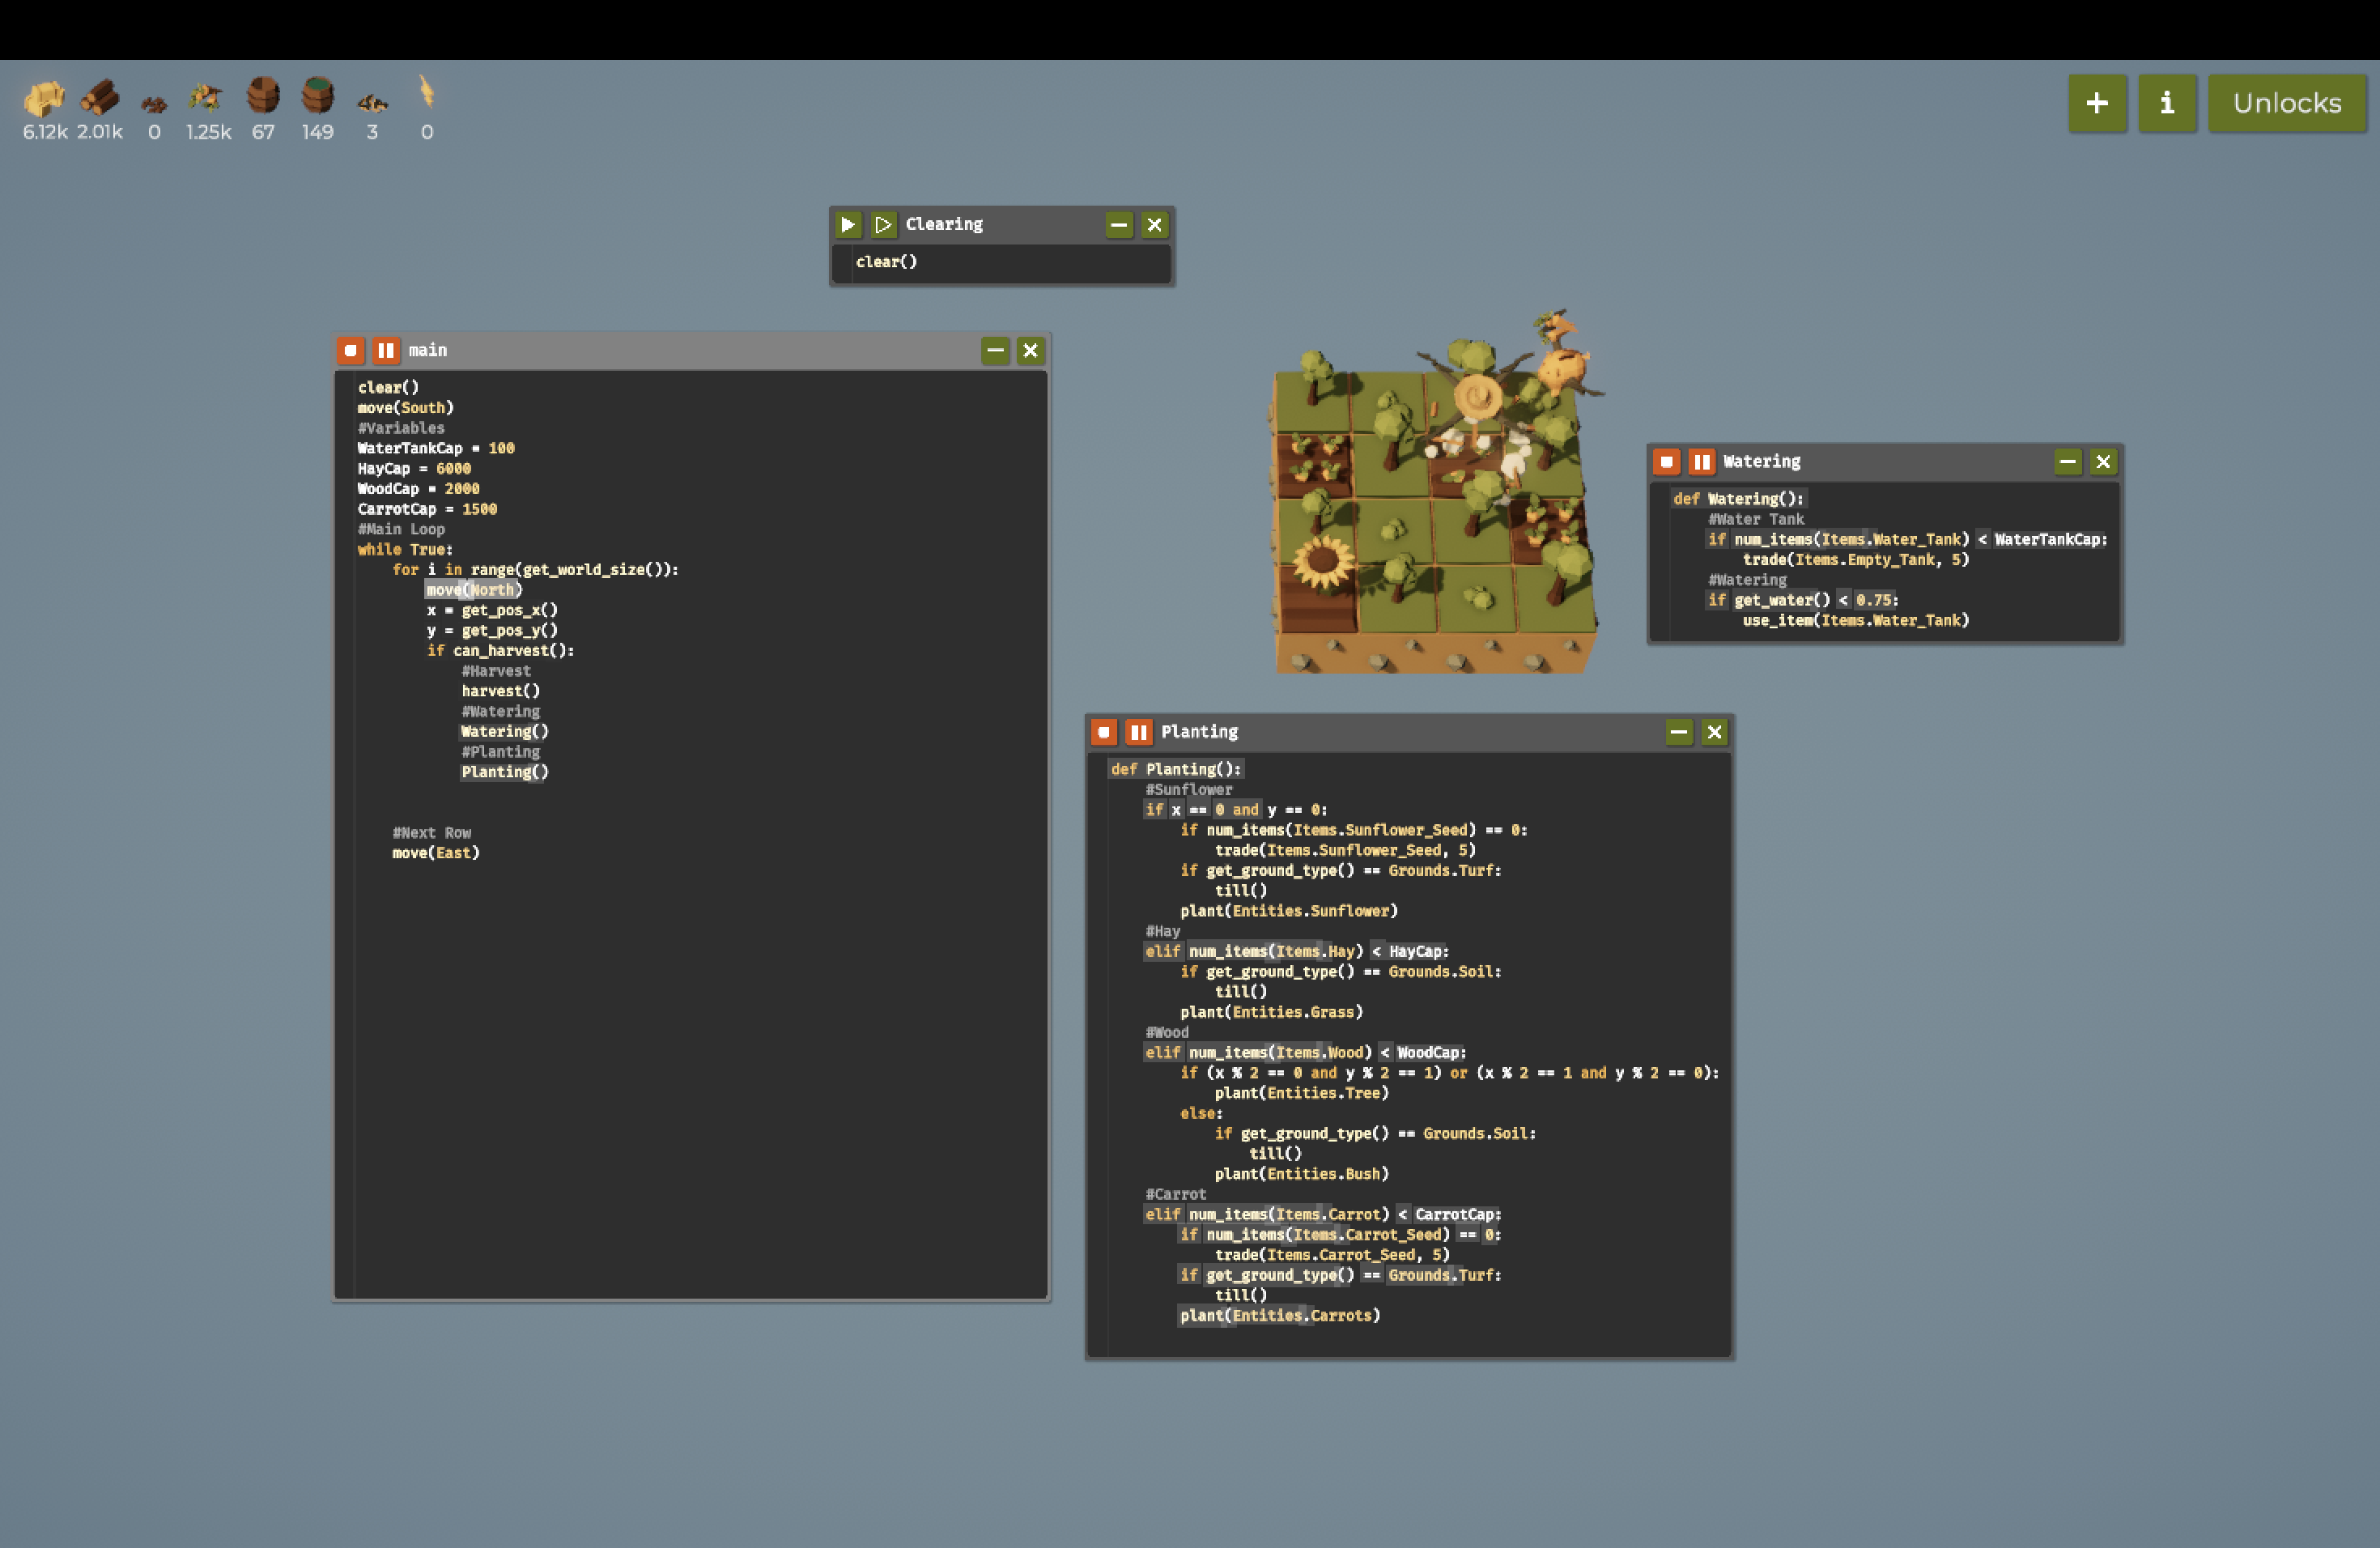 6.12k 2.01k 0 1.25k 67 149 3 0
+ i Unlocks
Clearing
clear()
main
clear()
move(South)
#Variables
WaterTankCap = 100
HayCap = 6000
WoodCap = 2000
CarrotCap = 1500
#Main Loop
while True:
    for i in range(get_world_size()):
        move(North)
        x = get_pos_x()
        y = get_pos_y()
        if can_harvest():
            #Harvest
            harvest()
            #Watering
            Watering()
            #Planting
            Planting()
    #Next Row
    move(East)
Watering
def Watering():
    #Water Tank
    if num_items(Items.Water_Tank) < WaterTankCap:
        trade(Items.Empty_Tank, 5)
    #Watering
    if get_water() < 0.75:
        use_item(Items.Water_Tank)
Planting
def Planting():
    #Sunflower
    if x == 0 and y == 0:
        if num_items(Items.Sunflower_Seed) == 0:
            trade(Items.Sunflower_Seed, 5)
        if get_ground_type() == Grounds.Turf:
            till()
        plant(Entities.Sunflower)
    #Hay
    elif num_items(Items.Hay) < HayCap:
        if get_ground_type() == Grounds.Soil:
            till()
        plant(Entities.Grass)
    #Wood
    elif num_items(Items.Wood) < WoodCap:
        if (x % 2 == 0 and y % 2 == 1) or (x % 2 == 1 and y % 2 == 0):
            plant(Entities.Tree)
        else:
            if get_ground_type() == Grounds.Soil:
                till()
            plant(Entities.Bush)
    #Carrot
    elif num_items(Items.Carrot) < CarrotCap:
        if num_items(Items.Carrot_Seed) == 0:
            trade(Items.Carrot_Seed, 5)
        if get_ground_type() == Grounds.Turf:
            till()
        plant(Entities.Carrots)